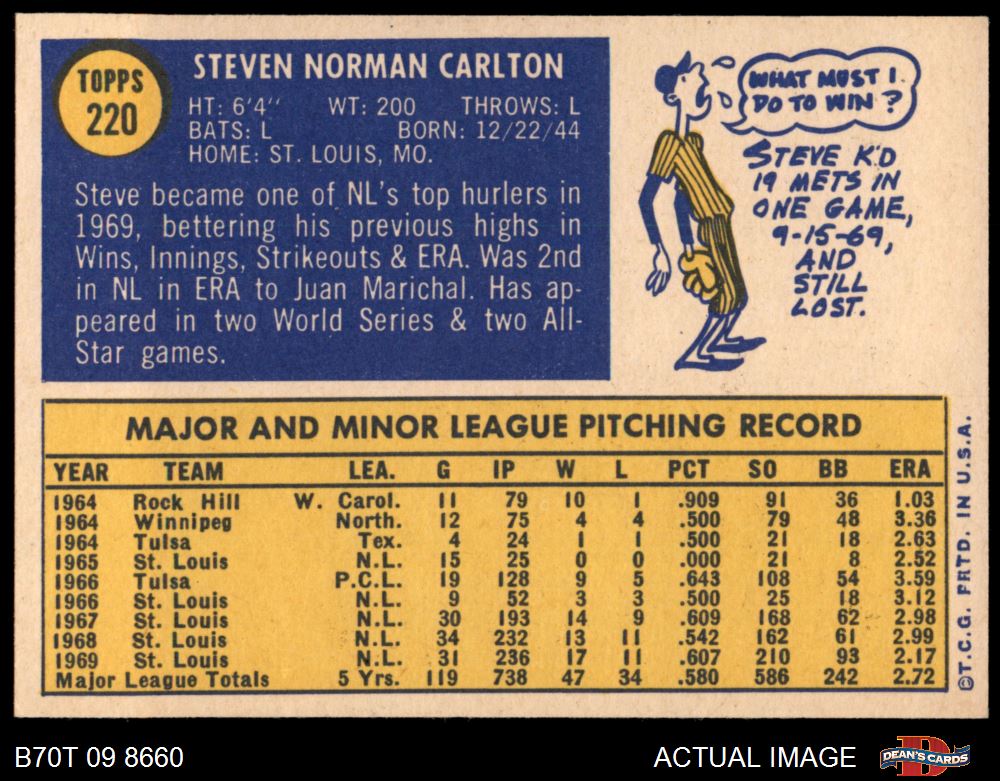 TOPPS
220
STEVEN NORMAN CARLTON
HT: 6'4" WT: 200 THROWS: L
BATS: L BORN: 12/22/44
HOME: ST. LOUIS, MO.
Steve became one of NL's top hurlers in
1969, bettering his previous highs in
Wins, Innings, Strikeouts & ERA. Was 2nd
in NL in ERA to Juan Marichal. Has ap-
peared in two World Series & two All-
Star games.
WHAT MUST I
DO TO WIN?
STEVE K'D
19 METS IN
ONE GAME,
9-15-69,
AND
STILL
LOST.
MAJOR AND MINOR LEAGUE PITCHING RECORD
YEAR TEAM LEA. G IP W L PCT SO BB ERA
1964 Rock Hill W. Carol. 11 79 10 1 .909 91 36 1.03
1964 Winnipeg North. 12 75 4 4 .500 79 48 3.36
1964 Tulsa Tex. 4 24 1 1 .500 21 18 2.63
1965 St. Louis N.L. 15 25 0 0 .000 21 8 2.52
1966 Tulsa P.C.L. 19 128 9 5 .643 108 54 3.59
1966 St. Louis N.L. 9 52 3 3 .500 25 18 3.12
1967 St. Louis N.L. 30 193 14 9 .609 168 62 2.98
1968 St. Louis N.L. 34 232 13 11 .542 162 61 2.99
1969 St. Louis N.L. 31 236 17 11 .607 210 93 2.17
Major League Totals 5 Yrs. 119 738 47 34 .580 586 242 2.72
©T.C.G. PRTD. IN U.S.A.
B70T 09 8660
ACTUAL IMAGE
DEAN'S CARDS